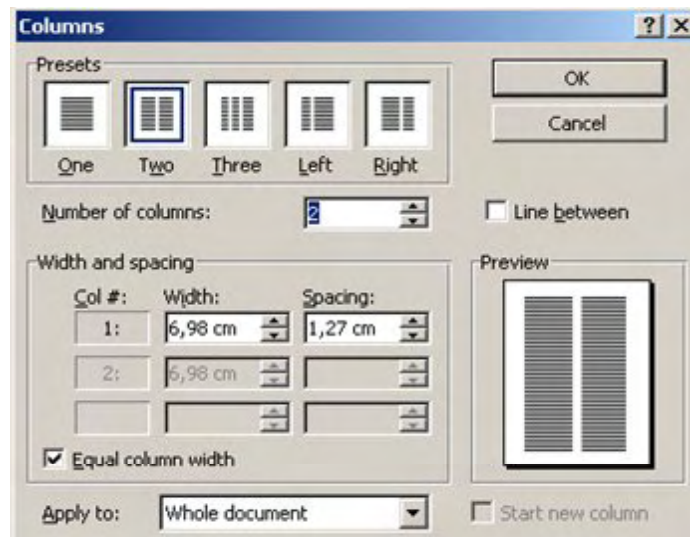 Columns
Presets
One Two Three Left Right
OK
Cancel
Number of columns: 2
Line between
Width and spacing
Col #: Width: Spacing:
1: 6,98 cm 1,27 cm
2: 6,98 cm
Equal column width
Preview
Apply to: Whole document
Start new column